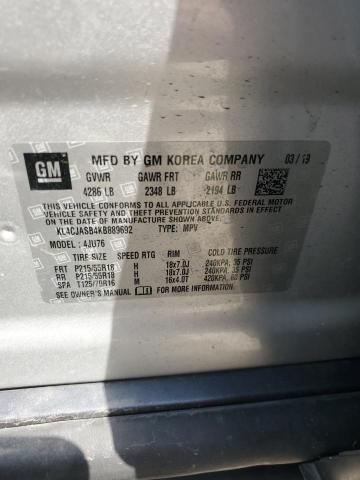 GM
MFD BY GM KOREA COMPANY 03/19
GVWR GAWR FRT GAWR RR
4286 LB 2348 LB 2194 LB
THIS VEHICLE CONFORMS TO ALL APPLICABLE U.S. FEDERAL
MOTOR VEHICLE SAFETY, BUMPER, AND THEFT PREVENTION
STANDARDS IN EFFECT ON THE DATE OF MANUFACTURE SHOWN ABOVE.
KLACJASB4KB889692 TYPE: MPV
MODEL: 4JU76
TIRE SIZE SPEED RTG RIM COLD TIRE PRESSURE
FRT P215/55R18 H 18x7.0J 240KPA, 35 PSI
RR P215/55R18 H 18x7.0J 240KPA, 35 PSI
SPA T125/70R16 M 16x4.0T 420KPA, 60 PSI
SEE OWNER'S MANUAL FOR MORE INFORMATION